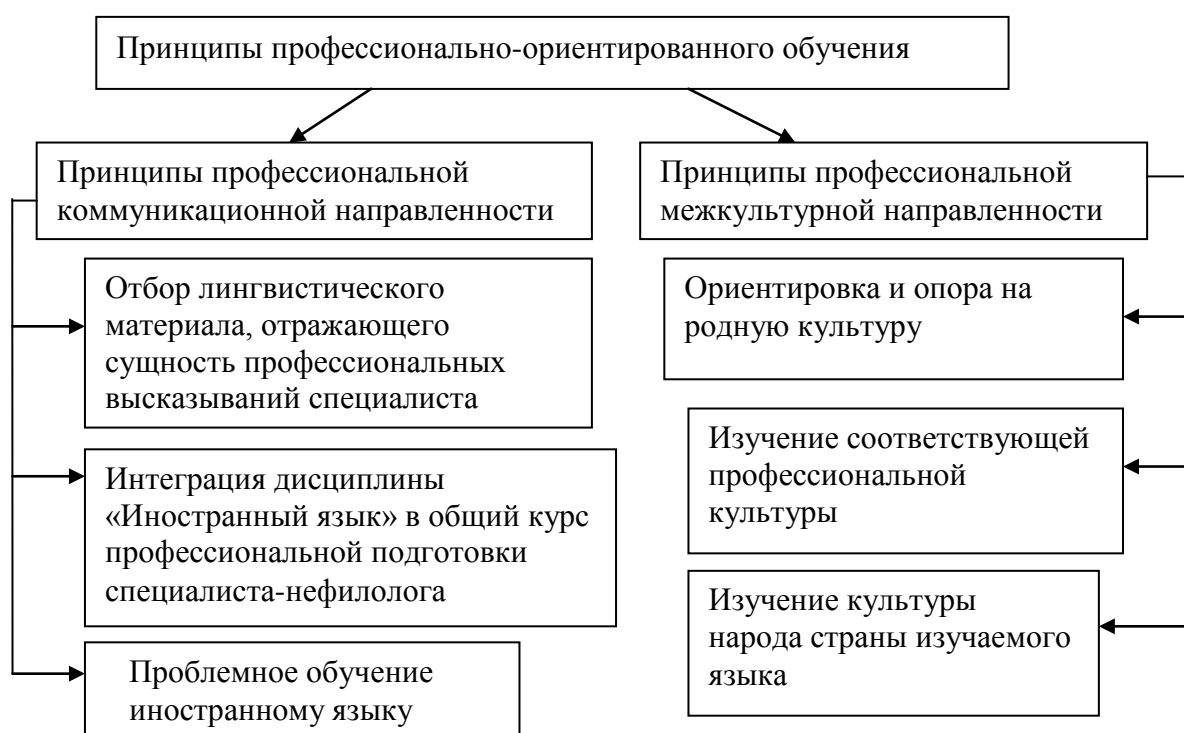 Принципы профессионально-ориентированного обучения
Принципы профессиональной
коммуникационной направленности
Отбор лингвистического
материала, отражающего
сущность профессиональных
высказываний специалиста
Интеграция дисциплины
«Иностранный язык» в общий курс
профессиональной подготовки
специалиста-нефилолога
Проблемное обучение
иностранному языку
Принципы профессиональной
межкультурной направленности
Ориентировка и опора на
родную культуру
Изучение соответствующей
профессиональной
культуры
Изучение культуры
народа страны изучаемого
языка